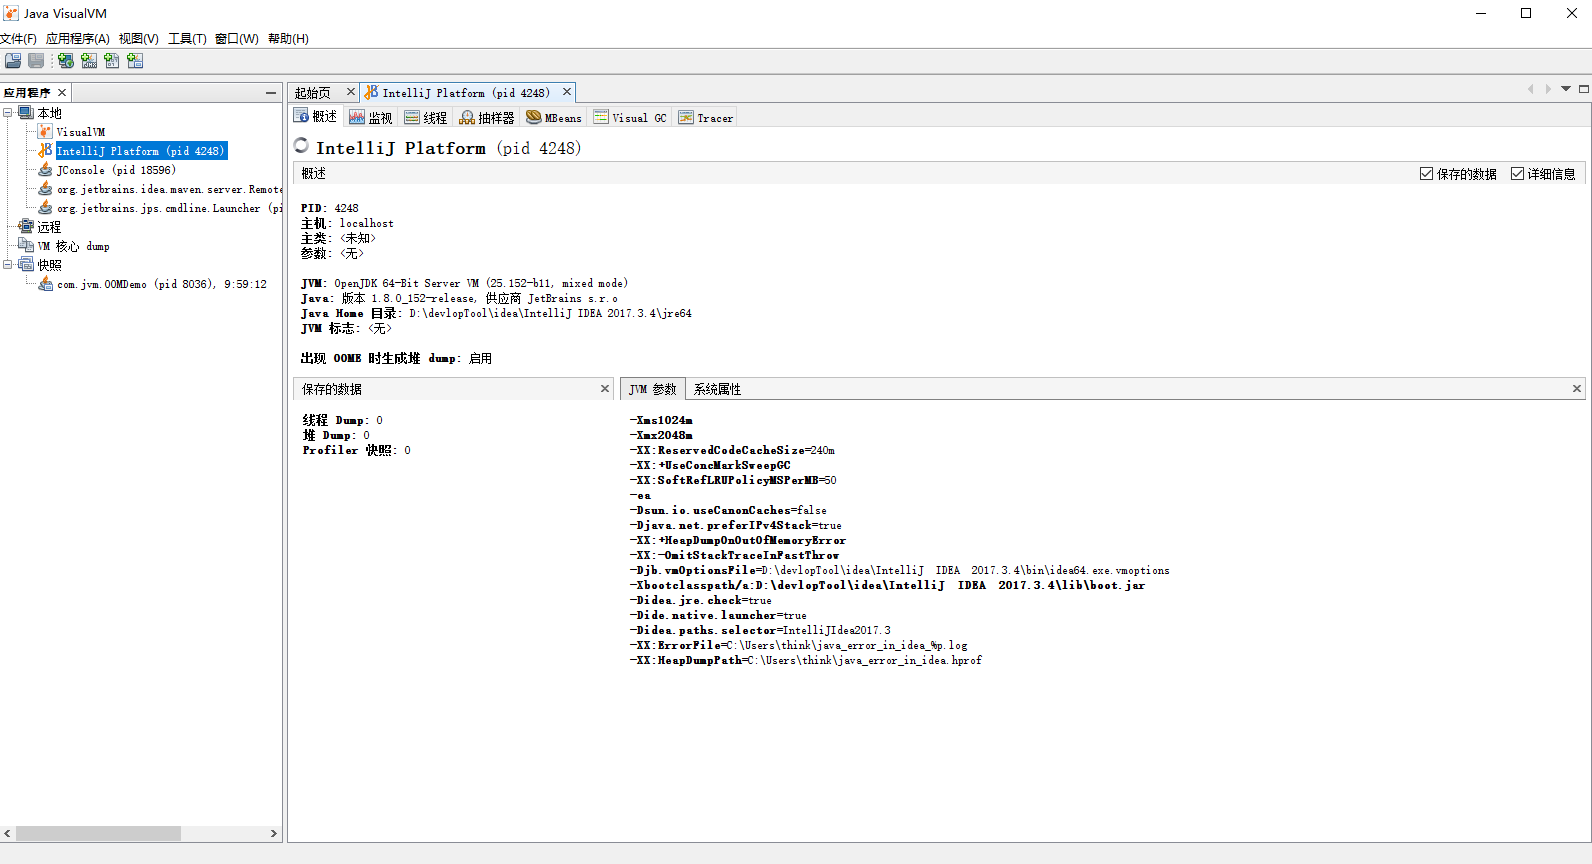 Java VisualVM
文件(F) 应用程序(A) 视图(V) 工具(T) 窗口(W) 帮助(H)
应用程序
本地
VisualVM
IntelliJ Platform (pid 4248)
JConsole (pid 18596)
org.jetbrains.idea.maven.server.Remote
org.jetbrains.jps.cmdline.Launcher (pi
远程
VM 核心 dump
快照
com.jvm.OOMDemo (pid 8036), 9:59:12
起始页 IntelliJ Platform (pid 4248)
概述 监视 线程 抽样器 MBeans Visual GC Tracer
IntelliJ Platform (pid 4248)
概述 保存的数据 详细信息
PID: 4248
主机: localhost
主类: <未知>
参数: <无>
JVM: OpenJDK 64-Bit Server VM (25.152-b11, mixed mode)
Java: 版本 1.8.0_152-release, 供应商 JetBrains s.r.o
Java Home 目录: D:\devlopTool\idea\IntelliJ IDEA 2017.3.4\jre64
JVM 标志: <无>
出现 OOME 时生成堆 dump: 启用
保存的数据
线程 Dump: 0
堆 Dump: 0
Profiler 快照: 0
JVM 参数 系统属性
-Xms1024m
-Xmx2048m
-XX:ReservedCodeCacheSize=240m
-XX:+UseConcMarkSweepGC
-XX:SoftRefLRUPolicyMSPerMB=50
-ea
-Dsun.io.useCanonCaches=false
-Djava.net.preferIPv4Stack=true
-XX:+HeapDumpOnOutOfMemoryError
-XX:-OmitStackTraceInFastThrow
-Djb.vmOptionsFile=D:\devlopTool\idea\IntelliJ IDEA 2017.3.4\bin\idea64.exe.vmoptions
-Xbootclasspath/a:D:\devlopTool\idea\IntelliJ IDEA 2017.3.4\lib\boot.jar
-Didea.jre.check=true
-Dide.native.launcher=true
-Didea.paths.selector=IntelliJIdea2017.3
-XX:ErrorFile=C:\Users\think\java_error_in_idea_%p.log
-XX:HeapDumpPath=C:\Users\think\java_error_in_idea.hprof